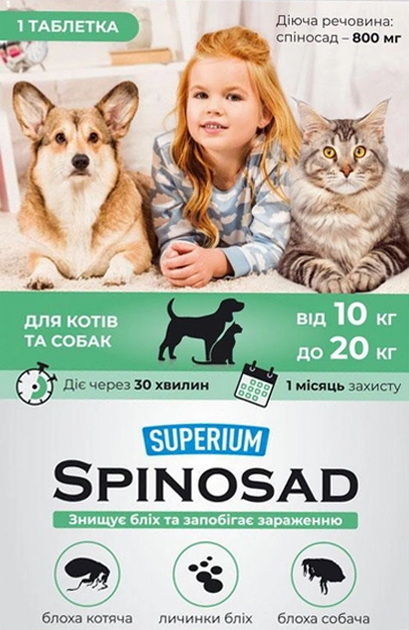 1 ТАБЛЕТКА
Діюча речовина:
спіносад – 800 мг
ДЛЯ КОТІВ
ТА СОБАК
ВІД 10 КГ
ДО 20 КГ
Діє через 30 хвилин
1 місяць захисту
SUPERIUM
SPINOSAD
Знищує бліх та запобігає зараженню
блоха котяча
личинки бліх
блоха собача